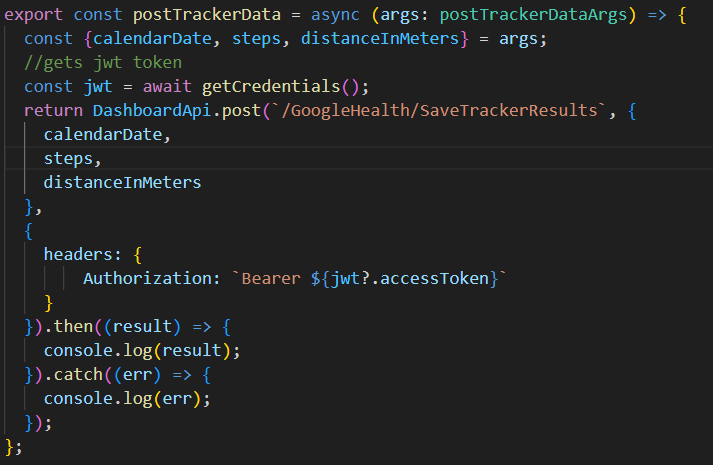 export const postTrackerData = async (args: postTrackerDataArgs) => {
  const {calendarDate, steps, distanceInMeters} = args;
  //gets jwt token
  const jwt = await getCredentials();
  return DashboardApi.post(`/GoogleHealth/SaveTrackerResults`, {
    calendarDate,
    steps,
    distanceInMeters
  },
  {
    headers: {
        Authorization: `Bearer ${jwt?.accessToken}`
    }
  }).then((result) => {
    console.log(result);
  }).catch((err) => {
    console.log(err);
  });
};